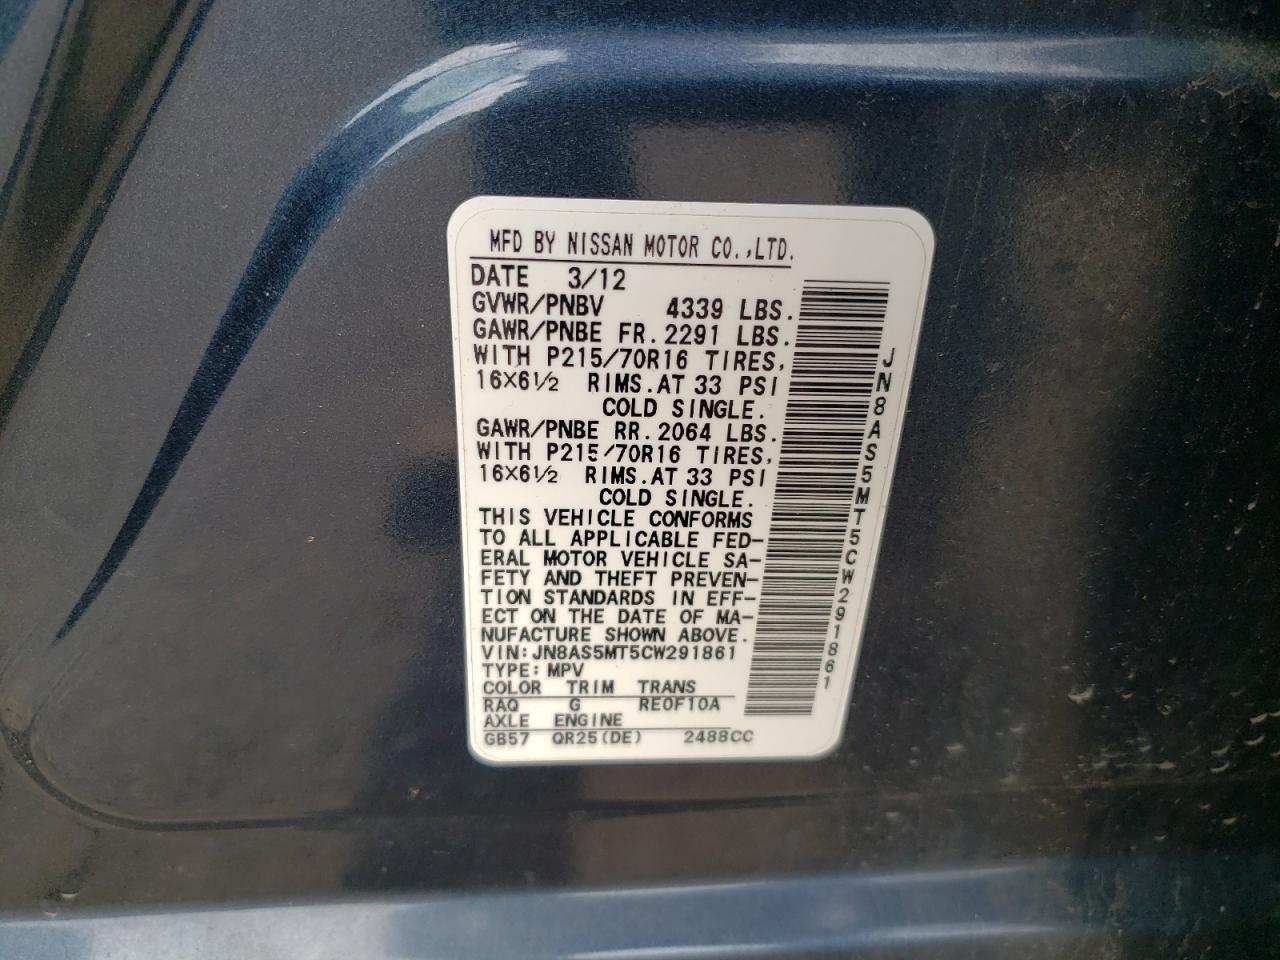 MFD BY NISSAN MOTOR CO.,LTD.
DATE 3/12
GVWR/PNBV 4339 LBS.
GAWR/PNBE FR. 2291 LBS.
WITH P215/70R16 TIRES,
16X6½ RIMS. AT 33 PSI
COLD SINGLE.
GAWR/PNBE RR. 2064 LBS.
WITH P215/70R16 TIRES,
16X6½ RIMS. AT 33 PSI
COLD SINGLE.
THIS VEHICLE CONFORMS
TO ALL APPLICABLE FED-
ERAL MOTOR VEHICLE SA-
FETY AND THEFT PREVEN-
TION STANDARDS IN EFF-
ECT ON THE DATE OF MA-
NUFACTURE SHOWN ABOVE.
VIN: JN8AS5MT5CW291861
TYPE: MPV
COLOR TRIM TRANS
RAQ G RE0F10A
AXLE ENGINE
GB57 QR25(DE) 2488CC
JN8AS5MT5CW291861